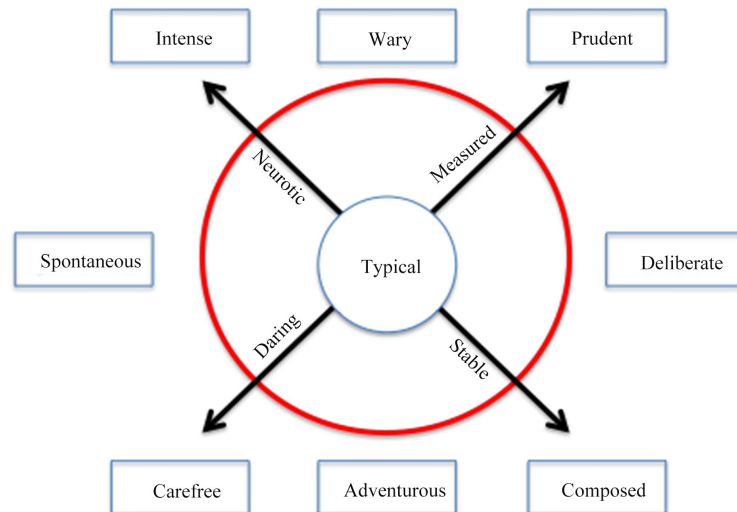 Intense
Wary
Prudent
Neurotic
Measured
Spontaneous
Typical
Deliberate
Daring
Stable
Carefree
Adventurous
Composed